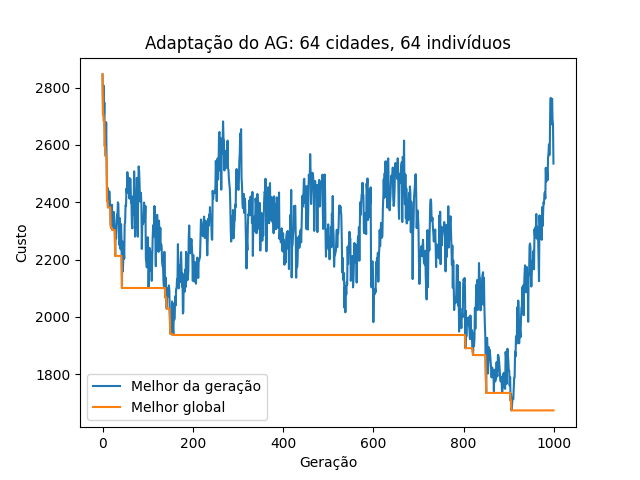 Adaptação do AG: 64 cidades, 64 indivíduos
2800
2600
2400
2200
2000
1800
Custo
Melhor da geração
Melhor global
0 200 400 600 800 1000
Geração